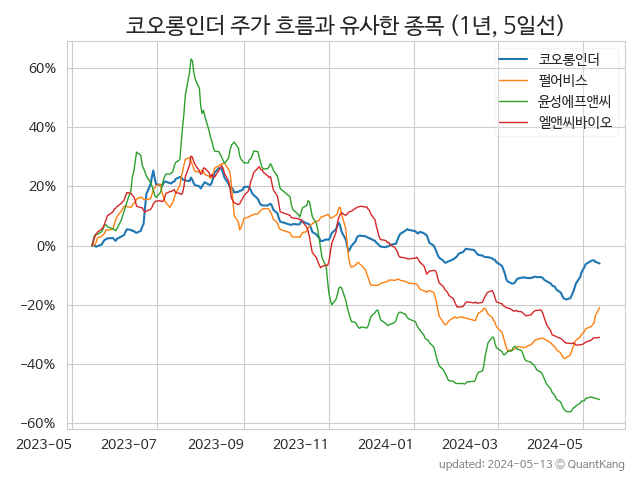 코오롱인더 주가 흐름과 유사한 종목 (1년, 5일선)
코오롱인더
펄어비스
윤성에프앤씨
엘앤씨바이오
60%
40%
20%
0%
−20%
−40%
−60%
2023-05 2023-07 2023-09 2023-11 2024-01 2024-03 2024-05
updated: 2024-05-13 © QuantKang